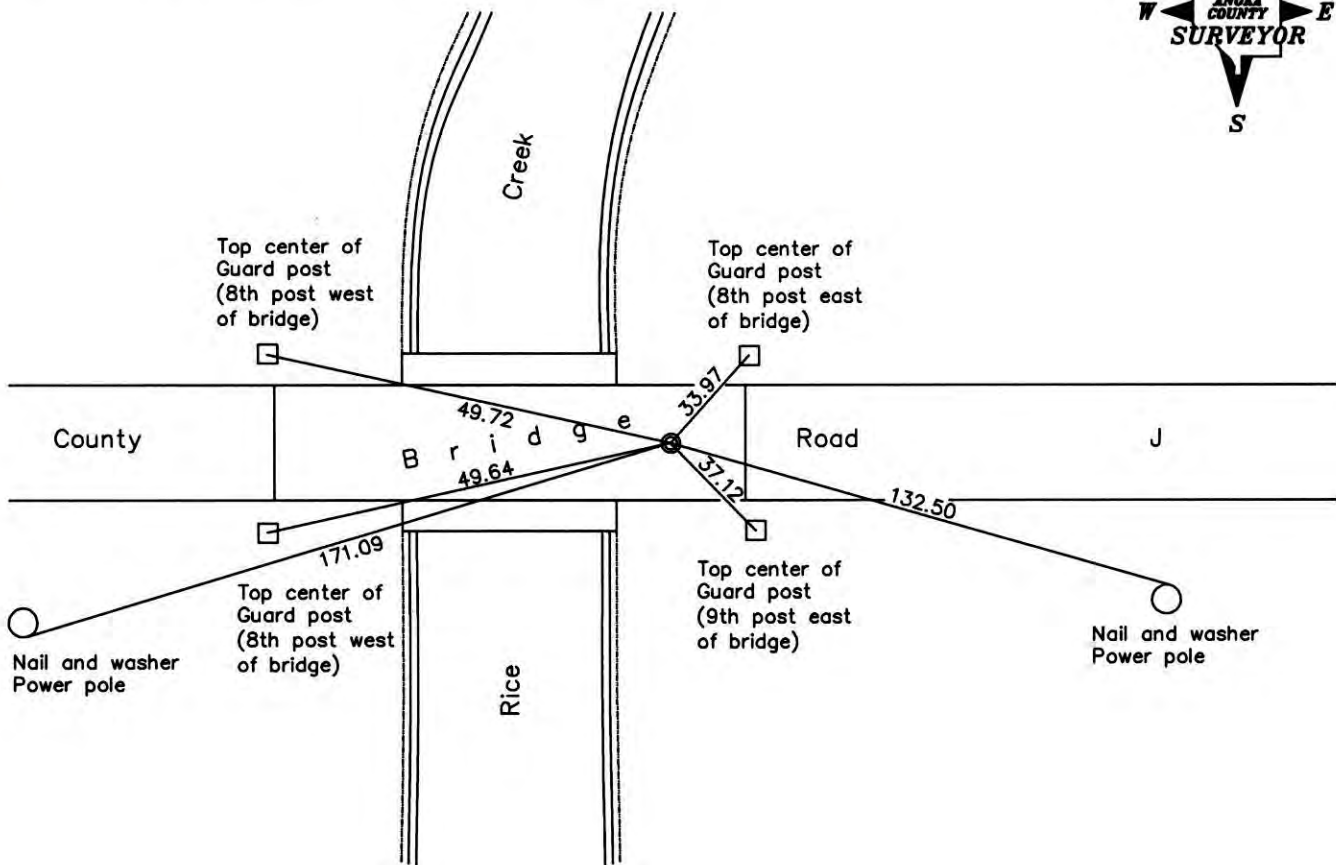 W
ANOKA
E
COUNTY
SURVEYOR
S
Creek
Top center of
Guard post
(8th post west
of bridge)
Top center of
Guard post
(8th post east
of bridge)
33.97
49.72
County
Bridge
Road
J
49.64
37.12
132.50
171.09
Top center of
Guard post
(8th post west
of bridge)
Top center of
Guard post
(9th post east
of bridge)
Nail and washer
Power pole
Nail and washer
Power pole
Rice